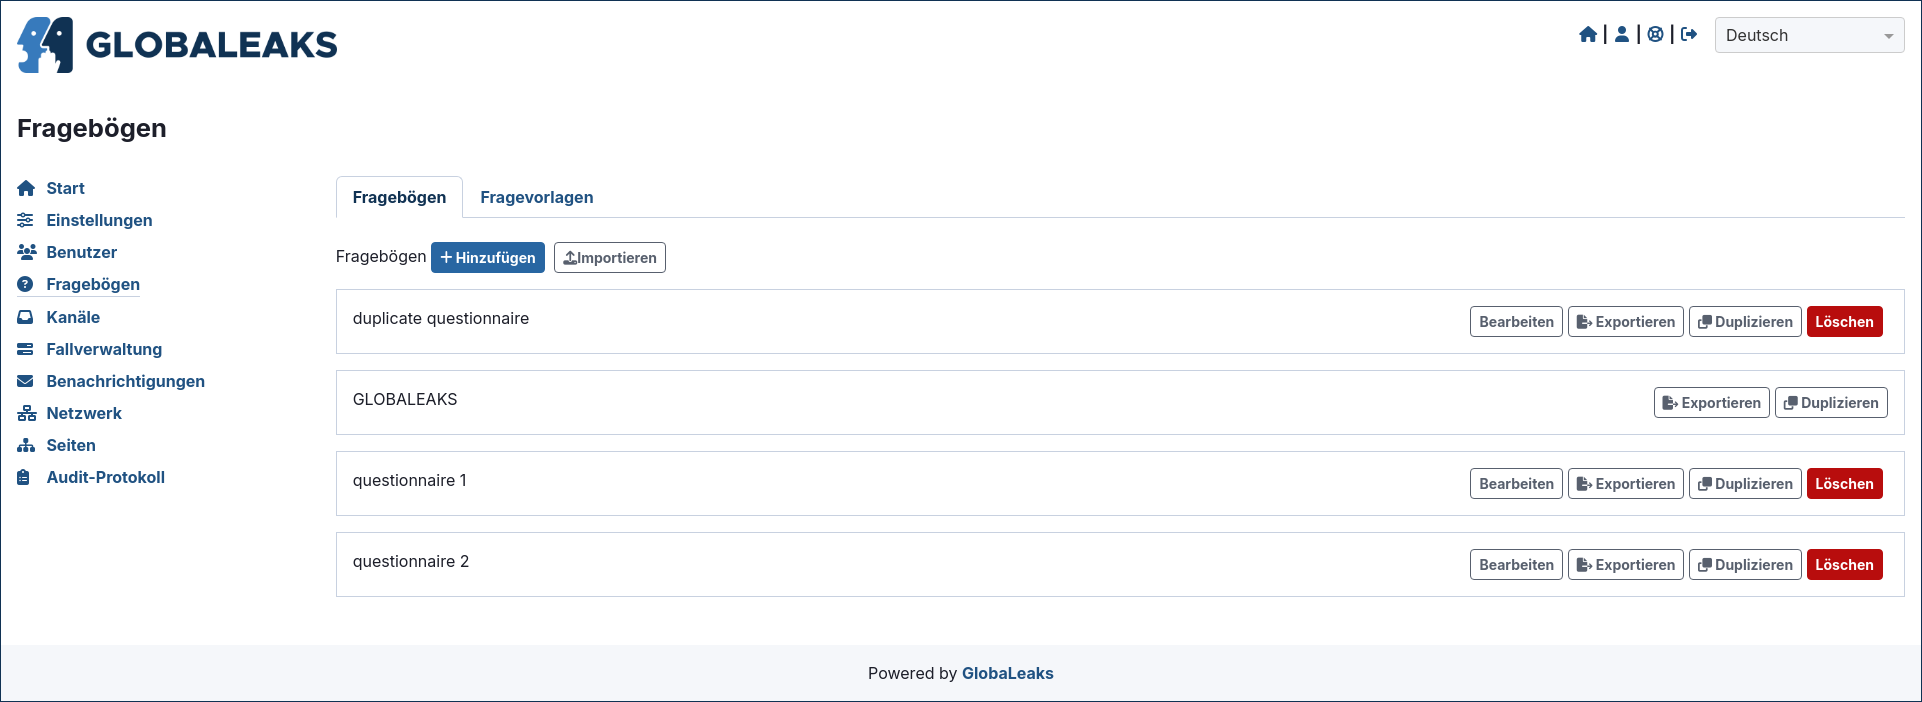 GLOBALEAKS
| | | Deutsch
Fragebögen
Start
Einstellungen
Benutzer
Fragebögen
Kanäle
Fallverwaltung
Benachrichtigungen
Netzwerk
Seiten
Audit-Protokoll
Fragebögen Fragevorlagen
Fragebögen Hinzufügen Importieren
duplicate questionnaire Bearbeiten Exportieren Duplizieren Löschen
GLOBALEAKS Exportieren Duplizieren
questionnaire 1 Bearbeiten Exportieren Duplizieren Löschen
questionnaire 2 Bearbeiten Exportieren Duplizieren Löschen
Powered by GlobaLeaks